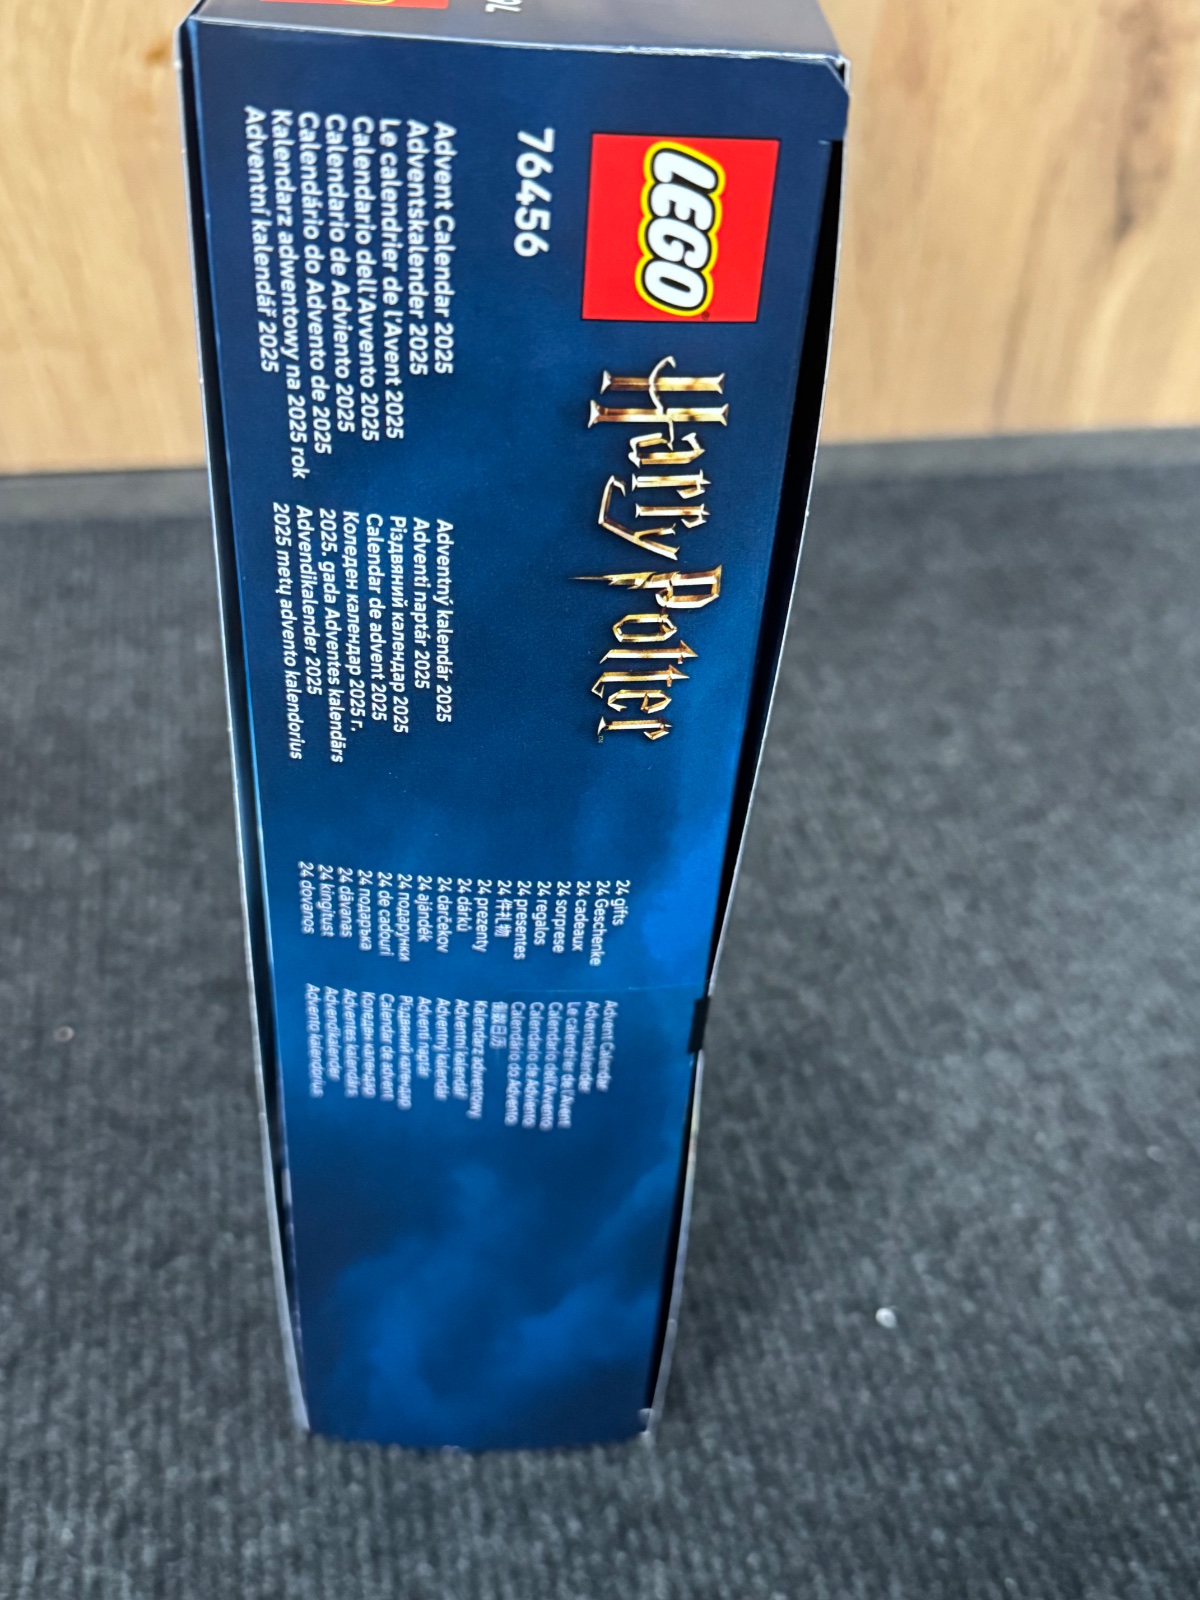 LEGO
Harry Potter
76456
Advent Calendar 2025
Adventskalender 2025
Le calendrier de l'Avent 2025
Calendario dell'Avvento 2025
Calendario de Adviento 2025
Calendário do Advento de 2025
Kalendarz adwentowy na 2025 rok
Adventní kalendář 2025
Adventný kalendár 2025
Adventi naptár 2025
Різдвяний календар 2025
Calendar de advent 2025
Коледен календар 2025 г.
2025. gada Adventes kalendārs
Advendikalender 2025
2025 metų advento kalendorius
24 gifts
24 Geschenke
24 cadeaux
24 sorprese
24 regalos
24 presentes
24 件礼物
24 prezenty
24 dárků
24 darčekov
24 ajándék
24 подарунки
24 de cadouri
24 подаръка
24 dāvanas
24 kingitust
24 dovanos
Advent Calendar
Adventskalender
Le calendrier de l'Avent
Calendario dell'Avvento
Calendario de Adviento
Calendário do Advento
Kalendarz adwentowy
Adventní kalendář
Adventný kalendár
Adventi naptár
Різдвяний календар
Calendar de advent
Коледен календар
Adventes kalendārs
Advendikalender
Advento kalendorius